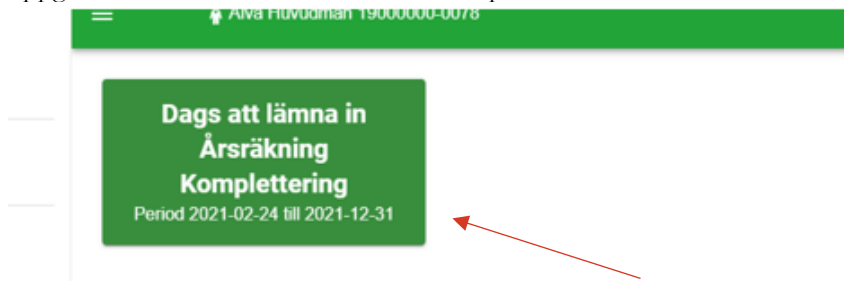 Alva Huvudman 19000000-0078
Dags att lämna in
Årsräkning
Komplettering
Period 2021-02-24 till 2021-12-31